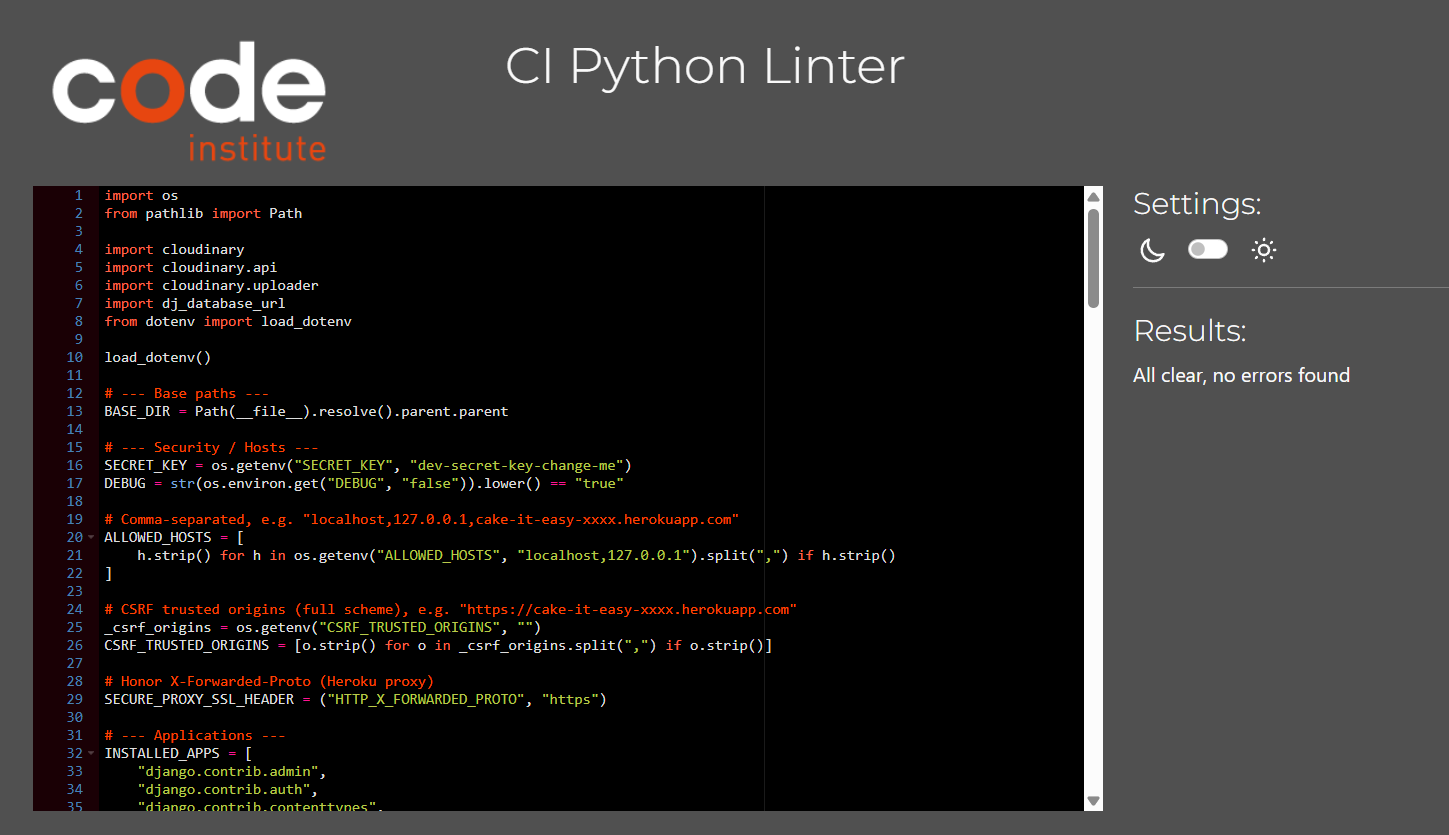 code
institute
CI Python Linter
1 import os
2 from pathlib import Path
3
4 import cloudinary
5 import cloudinary.api
6 import cloudinary.uploader
7 import dj_database_url
8 from dotenv import load_dotenv
9
10 load_dotenv()
11
12 # --- Base paths ---
13 BASE_DIR = Path(__file__).resolve().parent.parent
14
15 # --- Security / Hosts ---
16 SECRET_KEY = os.getenv("SECRET_KEY", "dev-secret-key-change-me")
17 DEBUG = str(os.environ.get("DEBUG", "false")).lower() == "true"
18
19 # Comma-separated, e.g. "localhost,127.0.0.1,cake-it-easy-xxxx.herokuapp.com"
20 ALLOWED_HOSTS = [
21     h.strip() for h in os.getenv("ALLOWED_HOSTS", "localhost,127.0.0.1").split(",") if h.strip()
22 ]
23
24 # CSRF trusted origins (full scheme), e.g. "https://cake-it-easy-xxxx.herokuapp.com"
25 _csrf_origins = os.getenv("CSRF_TRUSTED_ORIGINS", "")
26 CSRF_TRUSTED_ORIGINS = [o.strip() for o in _csrf_origins.split(",") if o.strip()]
27
28 # Honor X-Forwarded-Proto (Heroku proxy)
29 SECURE_PROXY_SSL_HEADER = ("HTTP_X_FORWARDED_PROTO", "https")
30
31 # --- Applications ---
32 INSTALLED_APPS = [
33     "django.contrib.admin",
34     "django.contrib.auth",
35     "django.contrib.contenttypes",
Settings:
Results:
All clear, no errors found